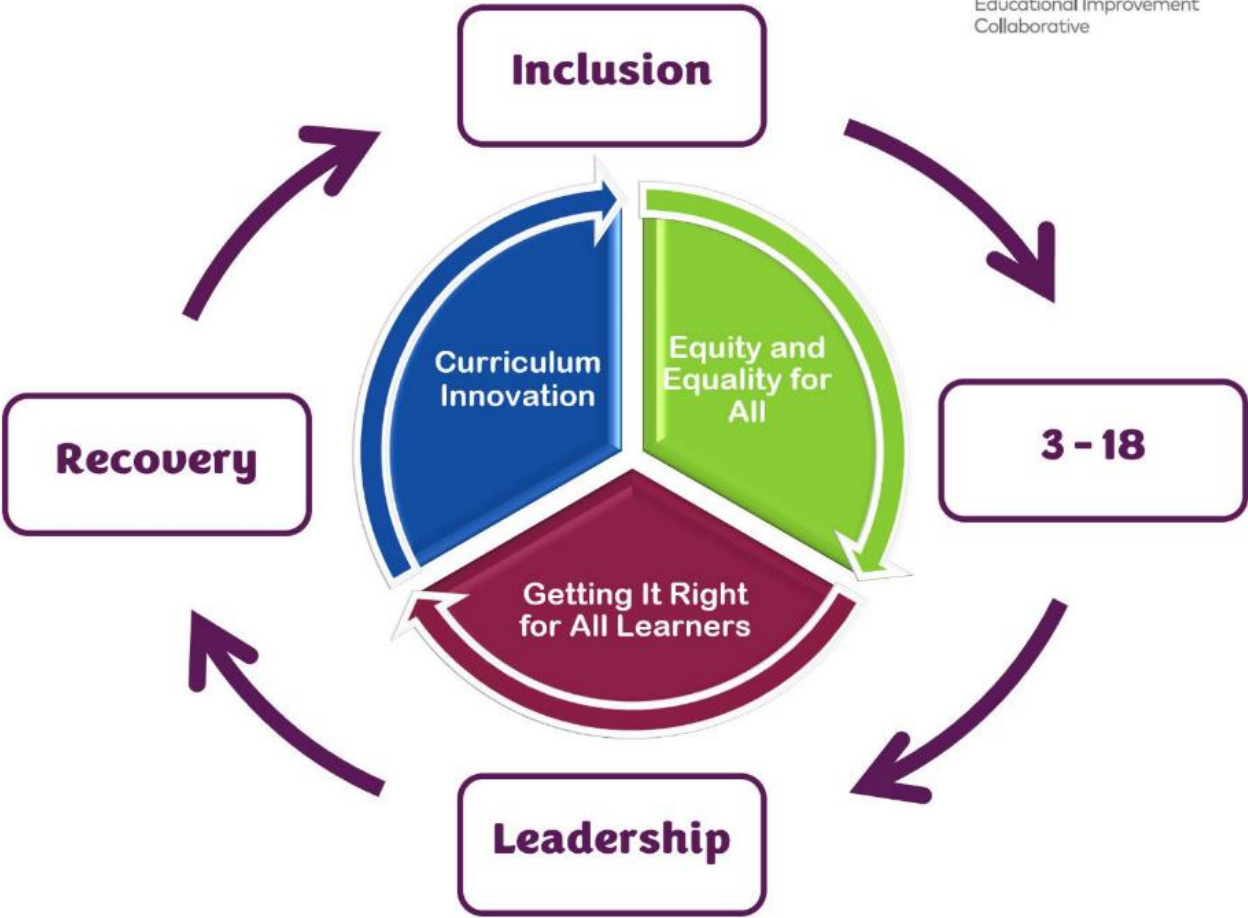 Educational Improvement
Collaborative
Inclusion
Curriculum
Innovation
Equity and
Equality for
All
Recovery
3 - 18
Getting It Right
for All Learners
Leadership